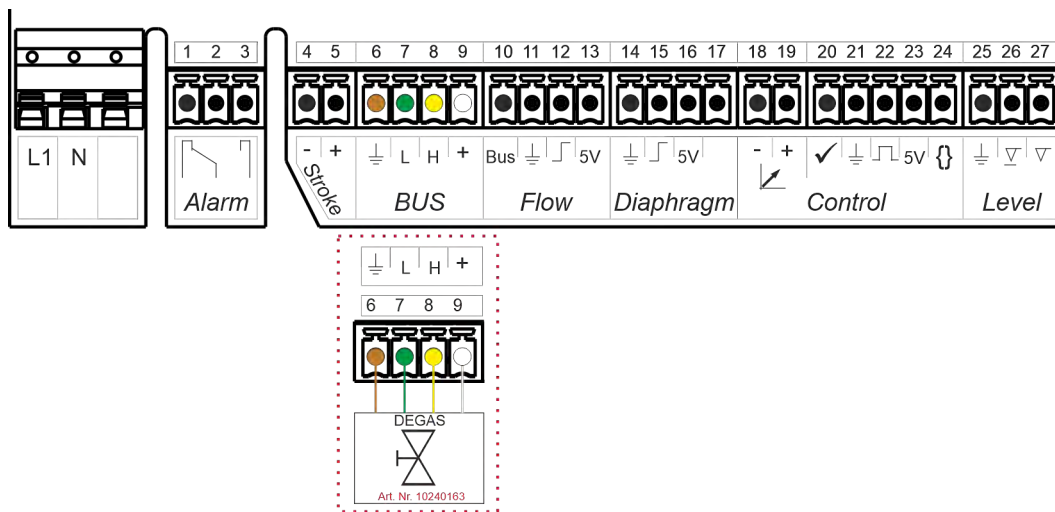 1 2 3 4 5 6 7 8 9 10 11 12 13 14 15 16 17 18 19 20 21 22 23 24 25 26 27
L1 N
- + L H + Bus 5V 5V - + 5V {}
Alarm Stroke BUS Flow Diaphragm Control Level
L H +
6 7 8 9
DEGAS
Art. Nr. 10240163